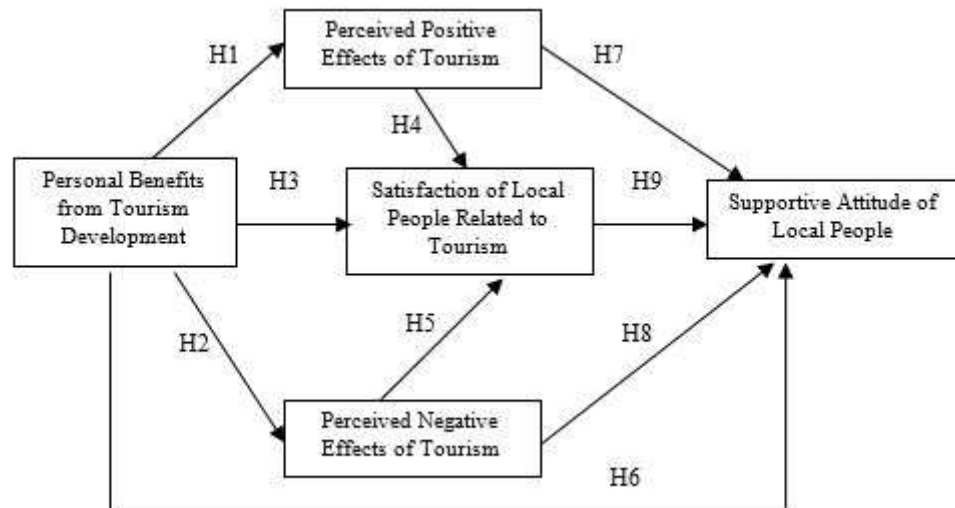 Perceived Positive
Effects of Tourism
H1
H7
H4
Personal Benefits
from Tourism
Development
H3
Satisfaction of Local
People Related to
Tourism
H9
Supportive Attitude of
Local People
H2
H5
H8
Perceived Negative
Effects of Tourism
H6